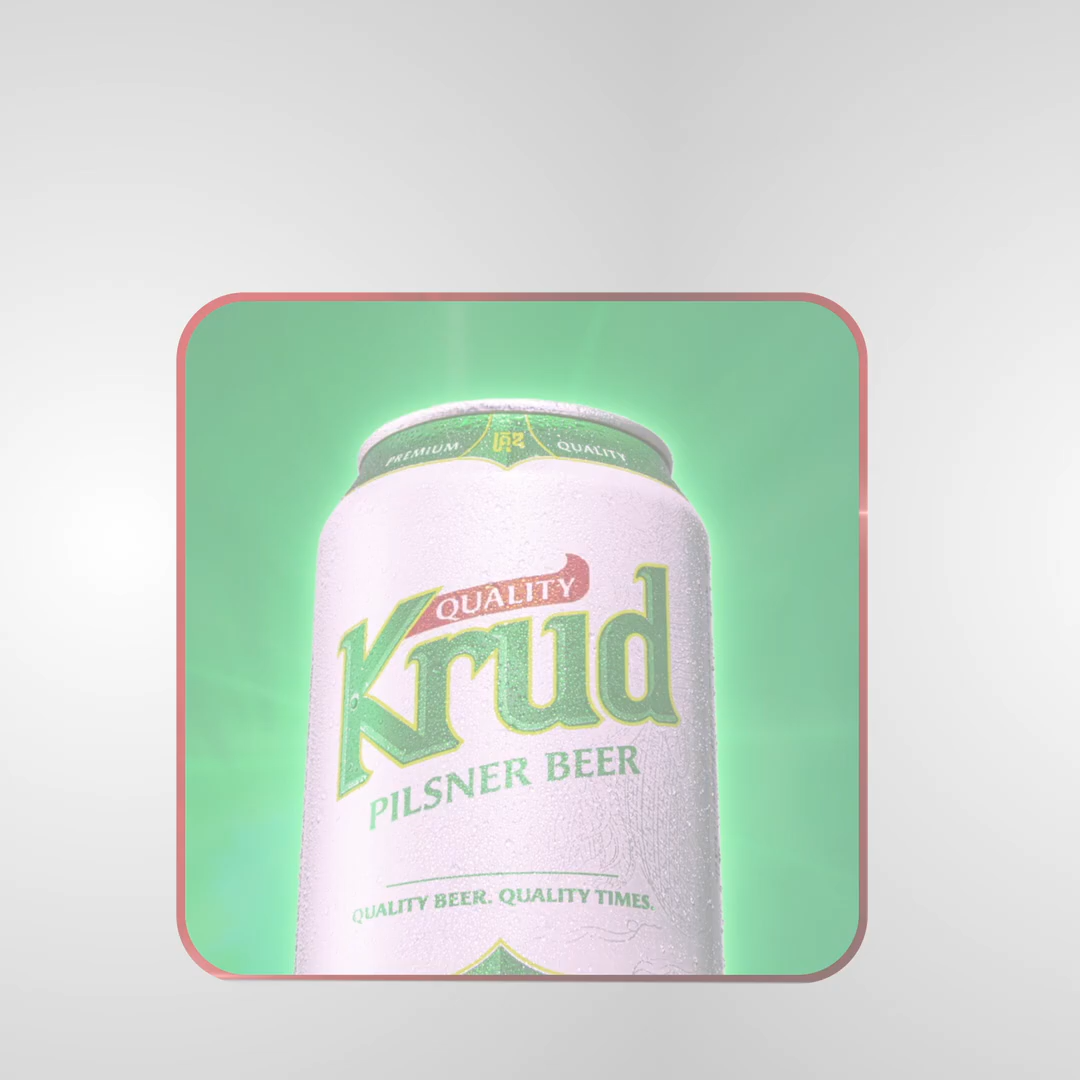 PREMIUM QUALITY
QUALITY
Krud
PILSNER BEER
QUALITY BEER. QUALITY TIMES.